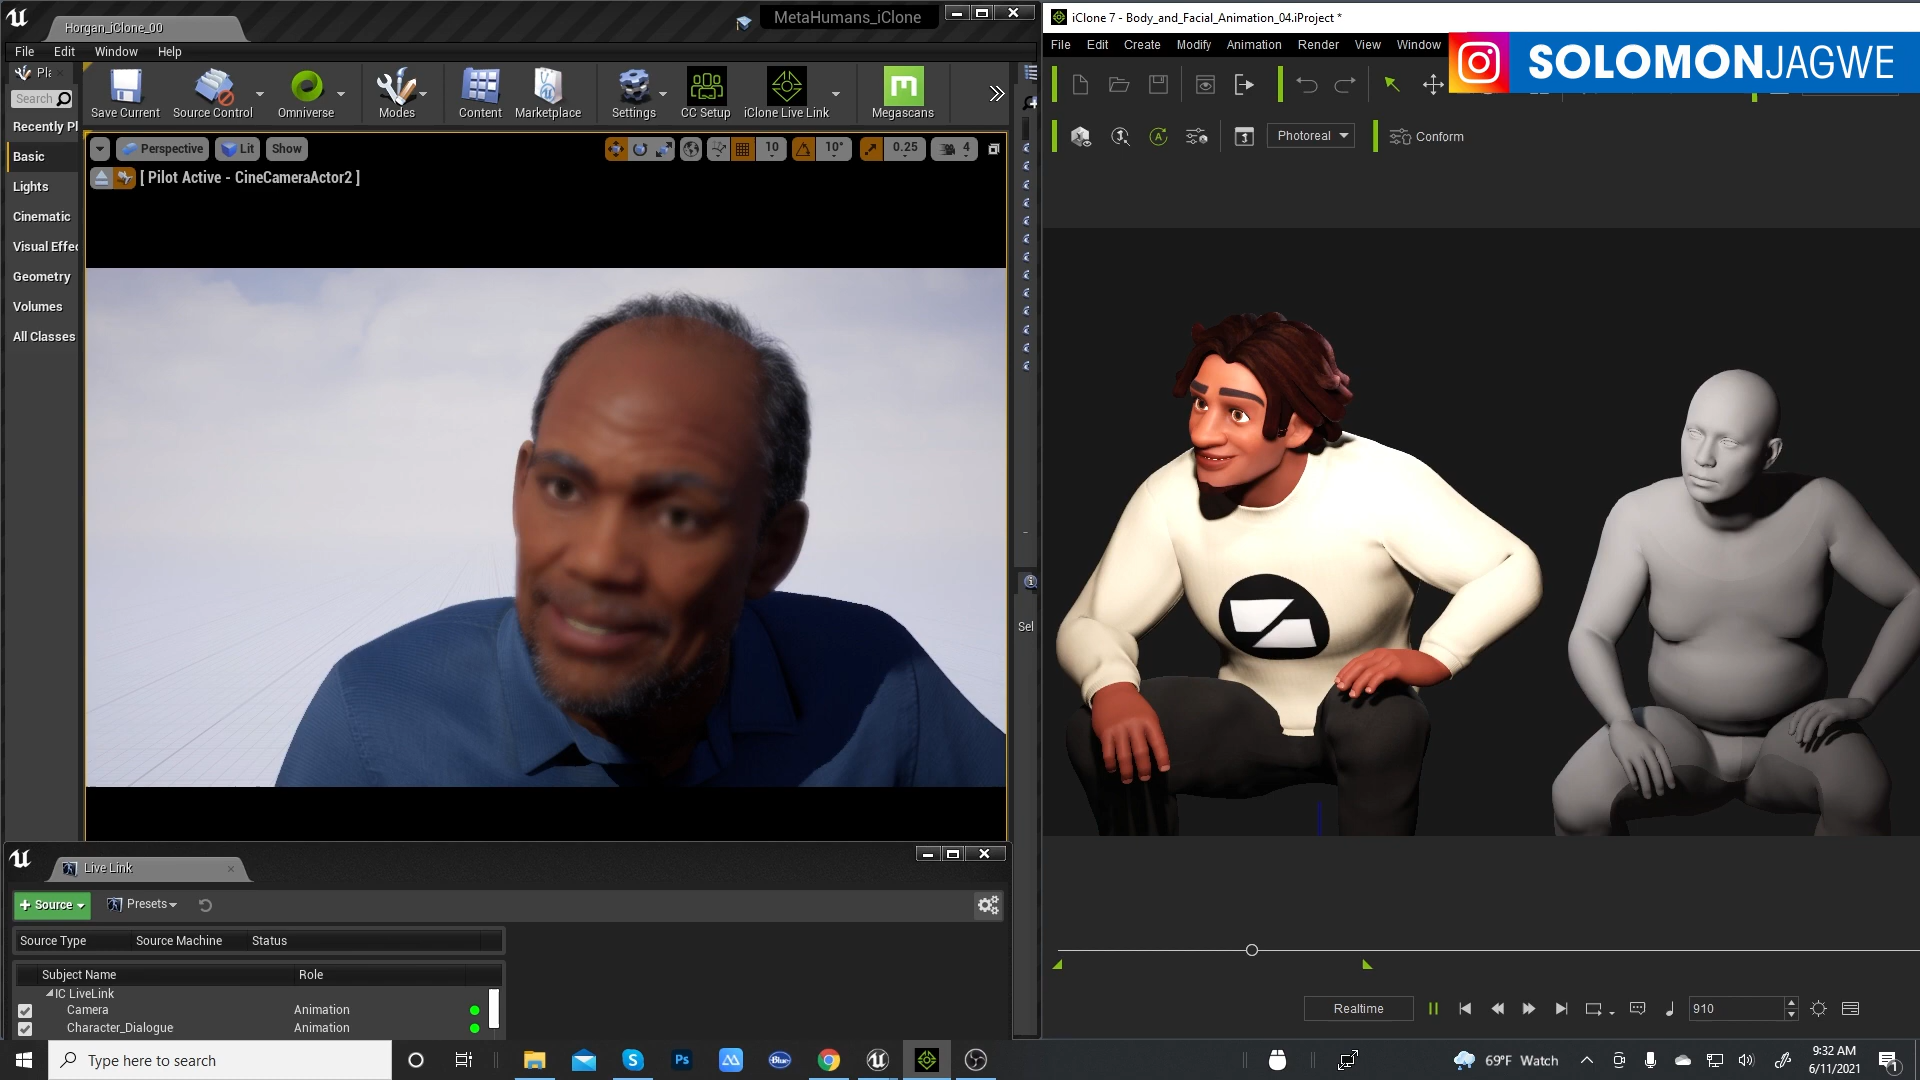 Horgan_iClone_00
MetaHumans_iClone
File Edit Window Help
Search
Save Current
Source Control
Omniverse
Modes
Content
Marketplace
Settings
CC Setup
iClone Live Link
Megascans
Recently Pl
Basic
Lights
Cinematic
Visual Effec
Geometry
Volumes
All Classes
Perspective
Lit
Show
10
10°
0.25
4
[ Pilot Active - CineCameraActor2 ]
Sel
Live Link
+ Source
Presets
Source Type Source Machine Status
Subject Name Role
IC LiveLink
Camera Animation
Character_Dialogue Animation
iClone 7 - Body_and_Facial_Animation_04.iProject *
File Edit Create Modify Animation Render View Window
SOLOMONJAGWE
Photoreal
Conform
Realtime
910
Type here to search
Ps
Blue
69°F Watch
9:32 AM
6/11/2021
1